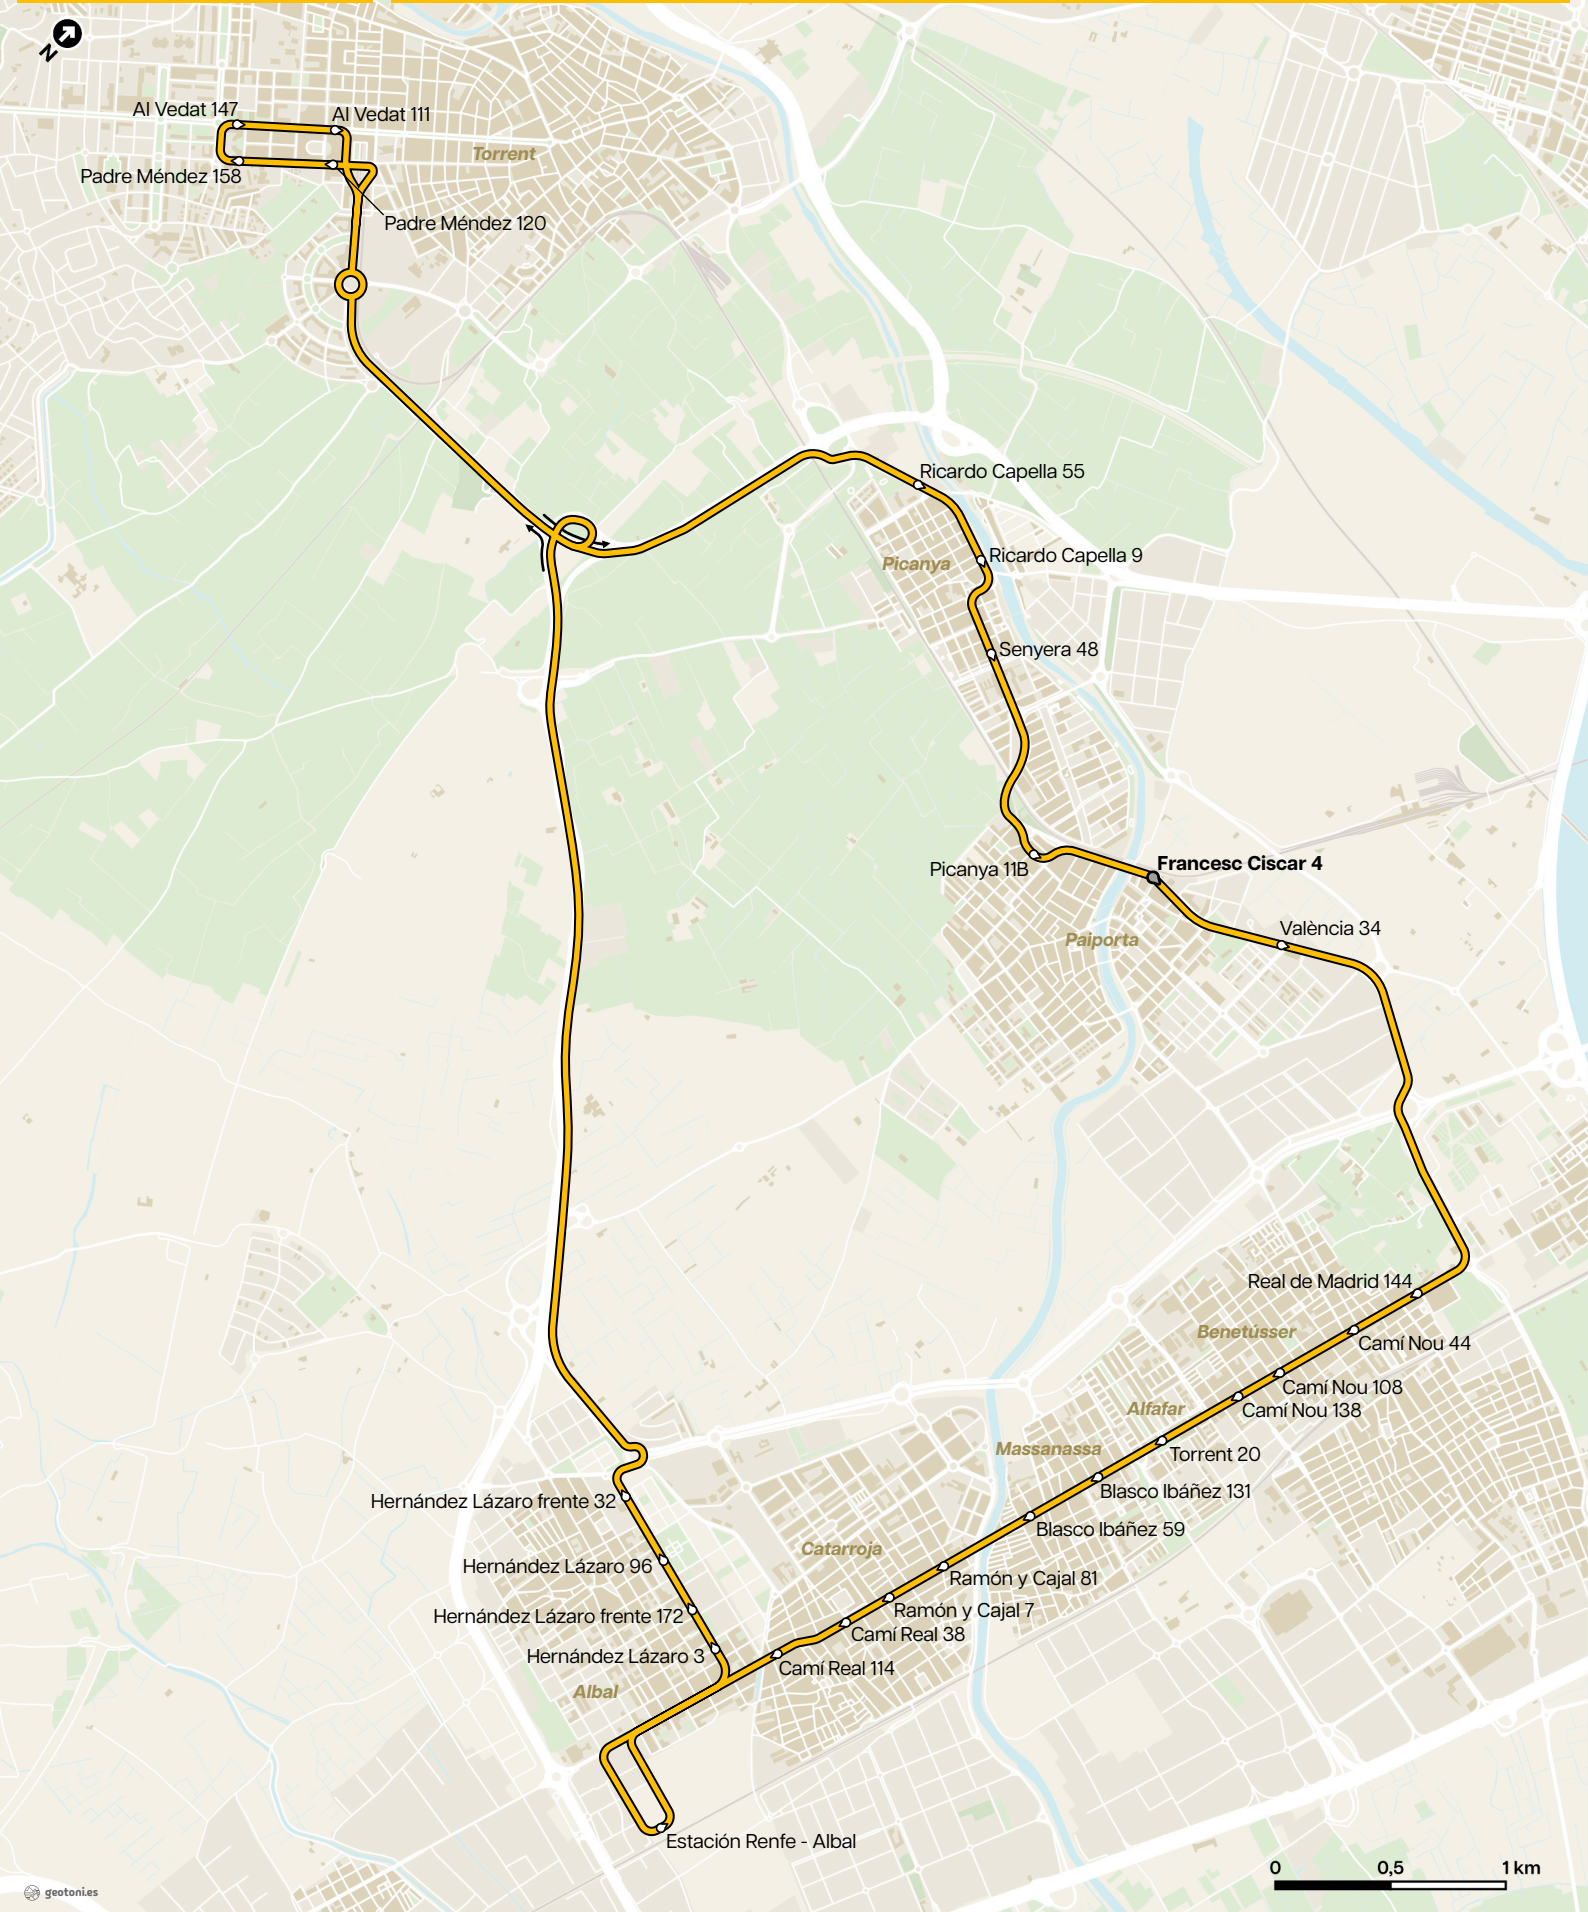 N
Al Vedat 147
Al Vedat 111
Torrent
Padre Méndez 158
Padre Méndez 120
Ricardo Capella 55
Ricardo Capella 9
Picanya
Senyera 48
Picanya 11B
Francesc Ciscar 4
València 34
Paiporta
Real de Madrid 144
Benetússer
Camí Nou 44
Camí Nou 108
Camí Nou 138
Alfafar
Massanassa
Torrent 20
Blasco Ibáñez 131
Hernández Lázaro frente 32
Blasco Ibáñez 59
Catarroja
Hernández Lázaro 96
Ramón y Cajal 81
Ramón y Cajal 7
Hernández Lázaro frente 172
Camí Real 38
Hernández Lázaro 3
Camí Real 114
Albal
Estación Renfe - Albal
0 0,5 1 km
geotoni.es